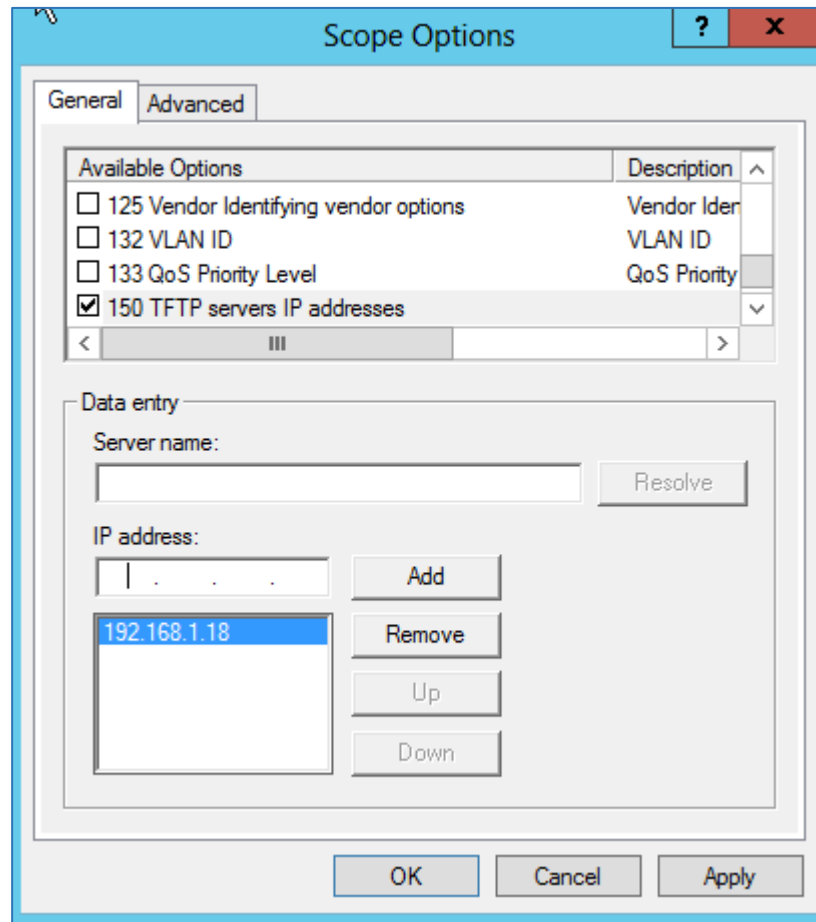 Scope Options ? x
General Advanced
Available Options Description
125 Vendor Identifying vendor options Vendor Iden
132 VLAN ID VLAN ID
133 QoS Priority Level QoS Priority
150 TFTP servers IP addresses
Data entry
Server name:
Resolve
IP address:
. . . Add
192.168.1.18 Remove
Up
Down
OK Cancel Apply